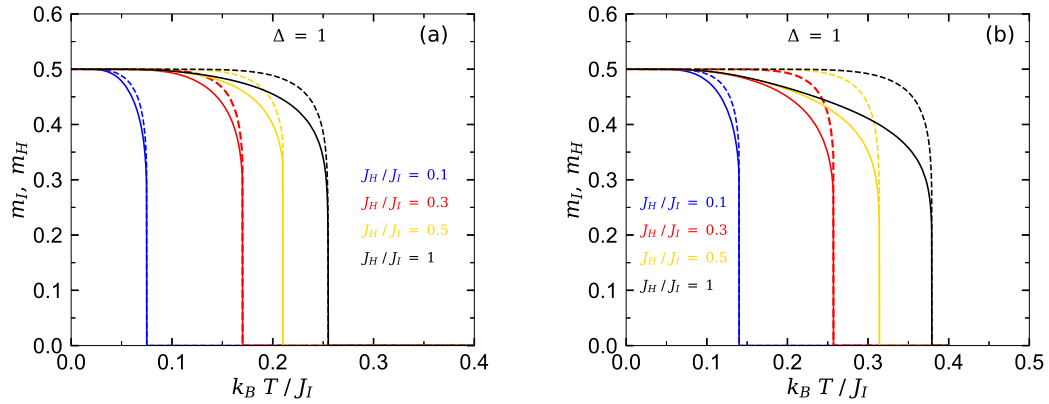 Δ = 1
(a)
0.6
0.5
0.4
0.3
0.2
0.1
0.0
m_I, m_H
J_H / J_I = 0.1
J_H / J_I = 0.3
J_H / J_I = 0.5
J_H / J_I = 1
0.0 0.1 0.2 0.3 0.4
k_B T / J_I
Δ = 1
(b)
0.6
0.5
0.4
0.3
0.2
0.1
0.0
m_I, m_H
J_H / J_I = 0.1
J_H / J_I = 0.3
J_H / J_I = 0.5
J_H / J_I = 1
0.0 0.1 0.2 0.3 0.4 0.5
k_B T / J_I